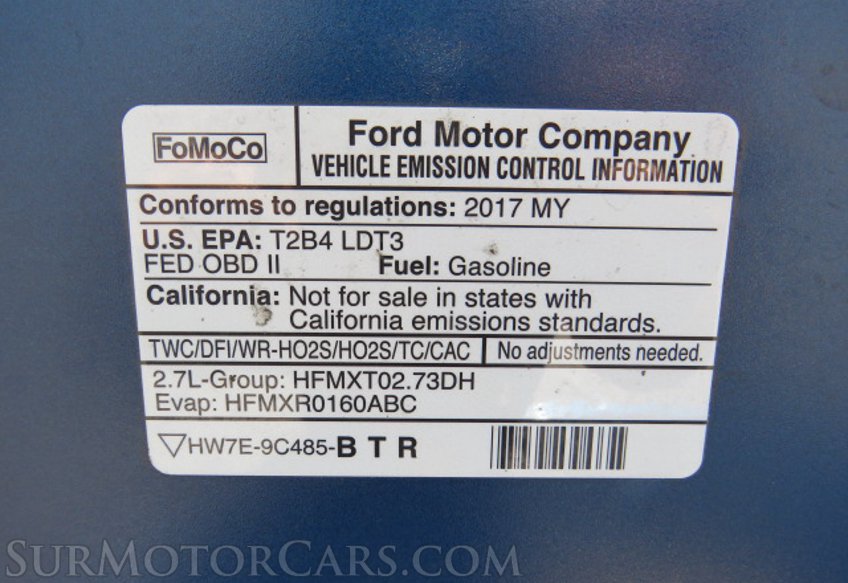 FoMoCo
Ford Motor Company
VEHICLE EMISSION CONTROL INFORMATION
Conforms to regulations: 2017 MY
U.S. EPA: T2B4 LDT3
FED OBD II Fuel: Gasoline
California: Not for sale in states with
California emissions standards.
TWC/DFI/WR-HO2S/HO2S/TC/CAC No adjustments needed.
2.7L-Group: HFMXT02.73DH
Evap: HFMXR0160ABC
HW7E-9C485-B T R
SURMOTORCARS.COM